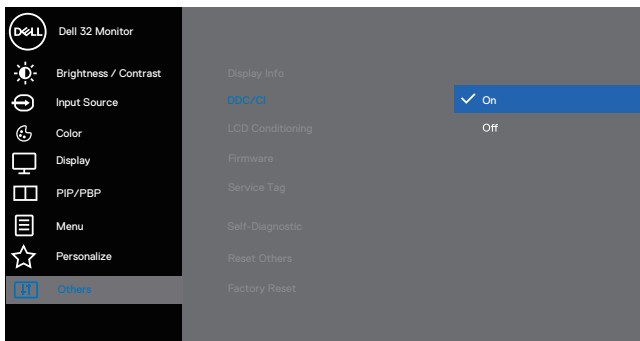 DELL
Dell 32 Monitor
Brightness / Contrast
Input Source
Color
Display
PIP/PBP
Menu
Personalize
Others
Display Info
DDC/CI
LCD Conditioning
Firmware
Service Tag
Self-Diagnostic
Reset Others
Factory Reset
On
Off